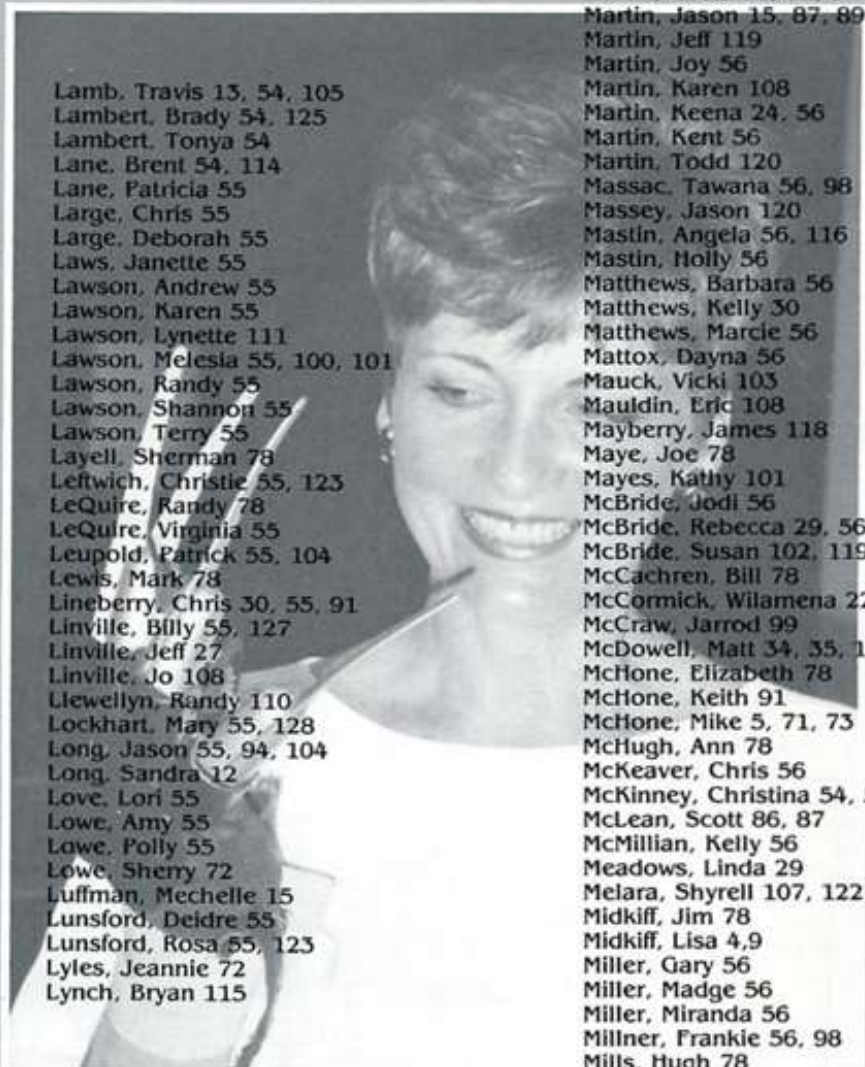 Lamb, Travis 13, 54, 105
Lambert, Brady 54, 125
Lambert, Tonya 54
Lane, Brent 54, 114
Lane, Patricia 55
Large, Chris 55
Large, Deborah 55
Laws, Janette 55
Lawson, Andrew 55
Lawson, Karen 55
Lawson, Lynette 111
Lawson, Melesia 55, 100, 101
Lawson, Randy 55
Lawson, Shannon 55
Lawson, Terry 55
Layell, Sherman 78
Leftwich, Christie 55, 123
LeQuire, Randy 78
LeQuire, Virginia 55
Leupold, Patrick 55, 104
Lewis, Mark 78
Lineberry, Chris 30, 55, 91
Linville, Billy 55, 127
Linville, Jeff 27
Linville, Jo 108
Llewellyn, Randy 110
Lockhart, Mary 55, 128
Long, Jason 55, 94, 104
Long, Sandra 12
Love, Lori 55
Lowe, Amy 55
Lowe, Polly 55
Lowe, Sherry 72
Luffman, Mechelle 15
Lunsford, Deidre 55
Lunsford, Rosa 55, 123
Lyles, Jeannie 72
Lynch, Bryan 115
Martin, Jason 15, 87, 89
Martin, Jeff 119
Martin, Joy 56
Martin, Karen 108
Martin, Keena 24, 56
Martin, Kent 56
Martin, Todd 120
Massac, Tawana 56, 98
Massey, Jason 120
Mastin, Angela 56, 116
Mastin, Holly 56
Matthews, Barbara 56
Matthews, Kelly 30
Matthews, Marcie 56
Mattox, Dayna 56
Mauck, Vicki 103
Mauldin, Eric 108
Mayberry, James 118
Maye, Joe 78
Mayes, Kathy 101
McBride, Jodi 56
McBride, Rebecca 29, 56
McBride, Susan 102, 119
McCachren, Bill 78
McCormick, Wilamena 22
McCraw, Jarrod 99
McDowell, Matt 34, 35, 1
McHone, Elizabeth 78
McHone, Keith 91
McHone, Mike 5, 71, 73
McHugh, Ann 78
McKeaver, Chris 56
McKinney, Christina 54,
McLean, Scott 86, 87
McMillian, Kelly 56
Meadows, Linda 29
Melara, Shyrell 107, 122
Midkiff, Jim 78
Midkiff, Lisa 4,9
Miller, Gary 56
Miller, Madge 56
Miller, Miranda 56
Millner, Frankie 56, 98
Mills, Hugh 78